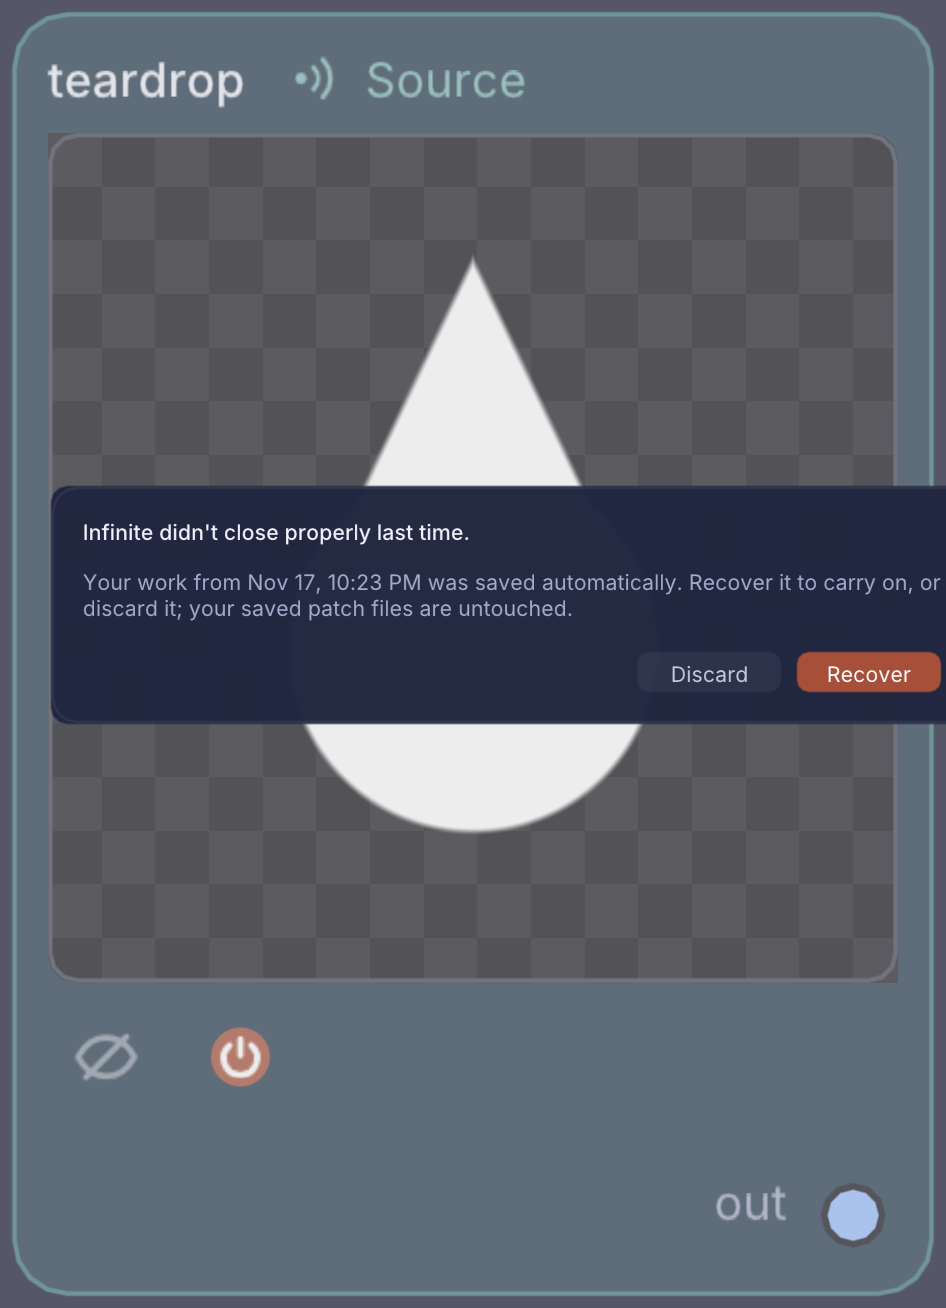 teardrop Source
Infinite didn't close properly last time.
Your work from Nov 17, 10:23 PM was saved automatically. Recover it to carry on, or
discard it; your saved patch files are untouched.
Discard Recover
out